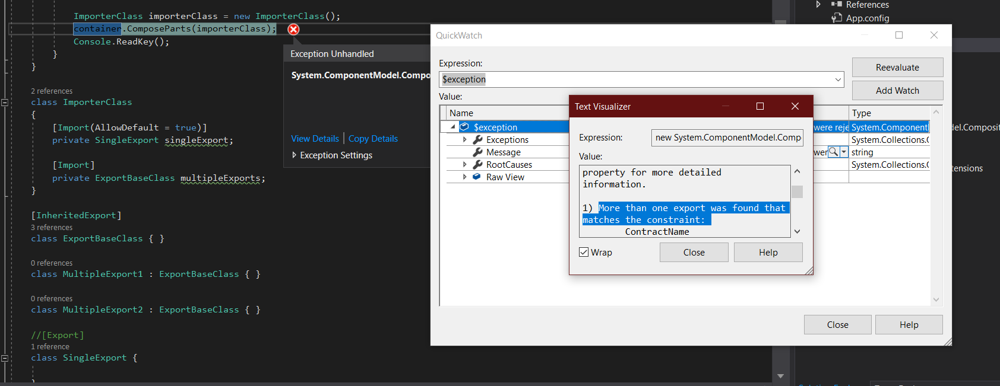 ImporterClass importerClass = new ImporterClass();
container.ComposeParts(importerClass);
Console.ReadKey();
}
}
2 references
class ImporterClass
{
[Import(AllowDefault = true)]
private SingleExport singleExport;
[Import]
private ExportBaseClass multipleExports;
}
[InheritedExport]
3 references
class ExportBaseClass { }
0 references
class MultipleExport1 : ExportBaseClass { }
0 references
class MultipleExport2 : ExportBaseClass { }
//[Export]
1 reference
class SingleExport {
Exception Unhandled
System.ComponentModel.Compo
View Details | Copy Details
Exception Settings
QuickWatch
Expression:
$exception
Reevaluate
Add Watch
Value:
Name
Type
$exception
were reje
System.Component
Exceptions
System.Collections.C
Message
wer
string
RootCauses
System.Collections.C
Raw View
Close
Help
Text Visualizer
Expression:
new System.ComponentModel.Comp
Value:
property for more detailed
information.
1) More than one export was found that
matches the constraint:
ContractName
Wrap
Close
Help
References
App.config
del.Composit
tensions